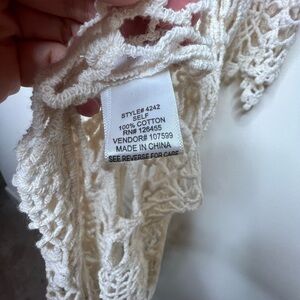 STYLE# 4242
SELF
100% COTTON
RN# 126455
VENDOR# 107599
MADE IN CHINA
SEE REVERSE FOR CARE